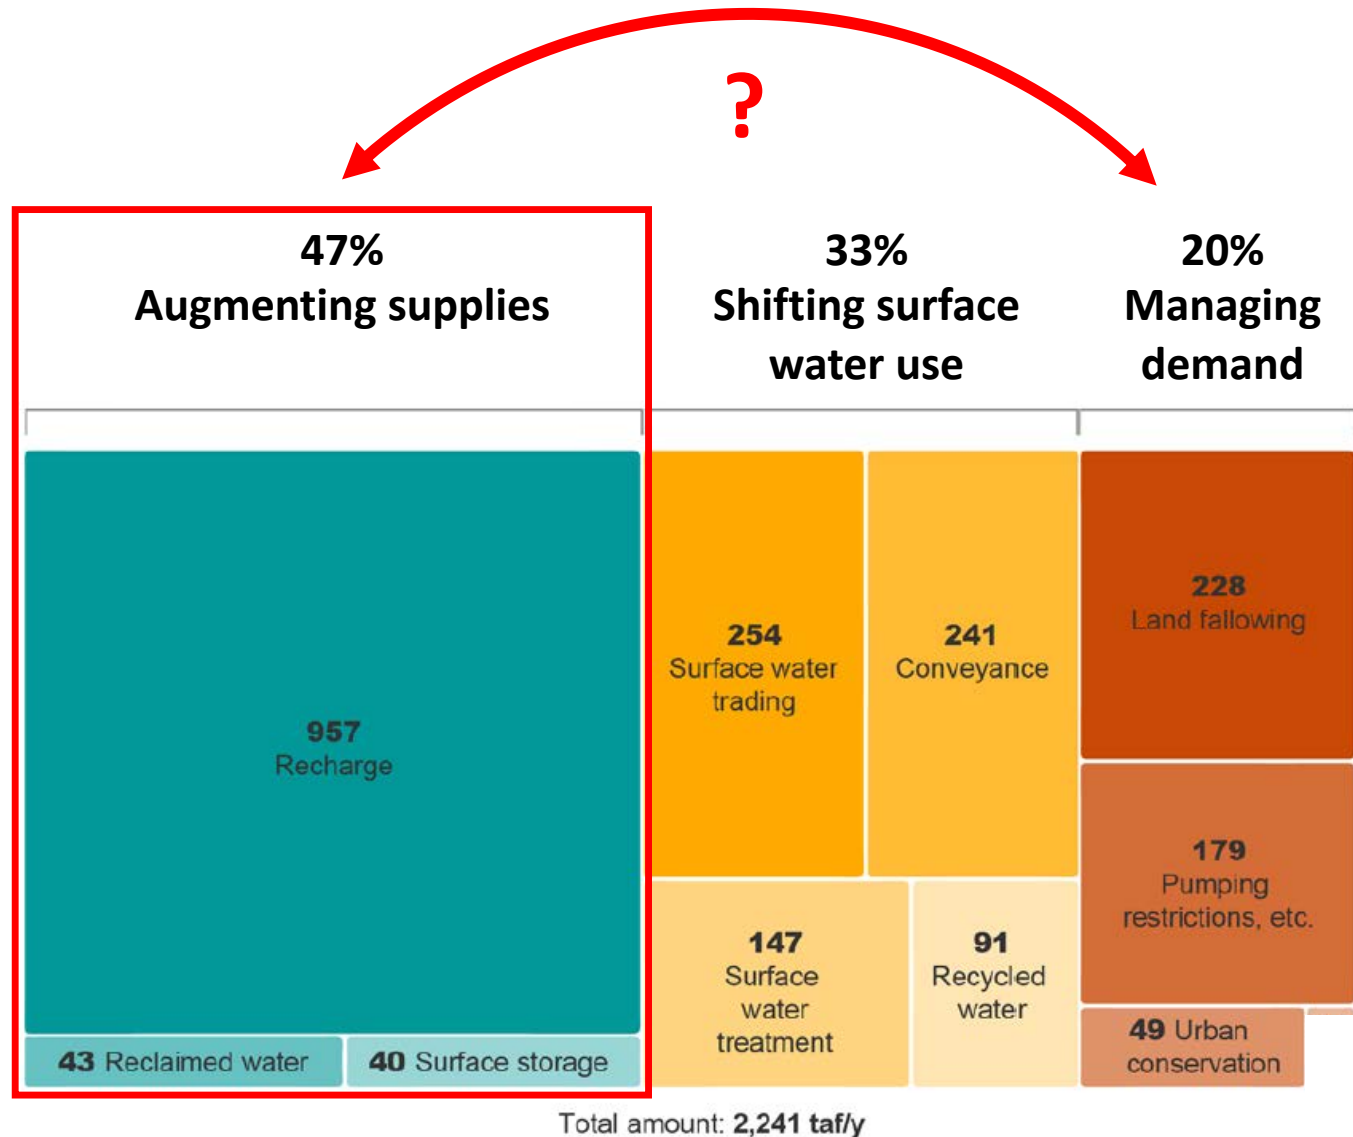 ?
47%
Augmenting supplies
33%
Shifting surface
water use
20%
Managing
demand
957
Recharge
43 Reclaimed water
40 Surface storage
254
Surface water
trading
241
Conveyance
147
Surface
water
treatment
91
Recycled
water
228
Land fallowing
179
Pumping
restrictions, etc.
49 Urban
conservation
Total amount: 2,241 taf/y